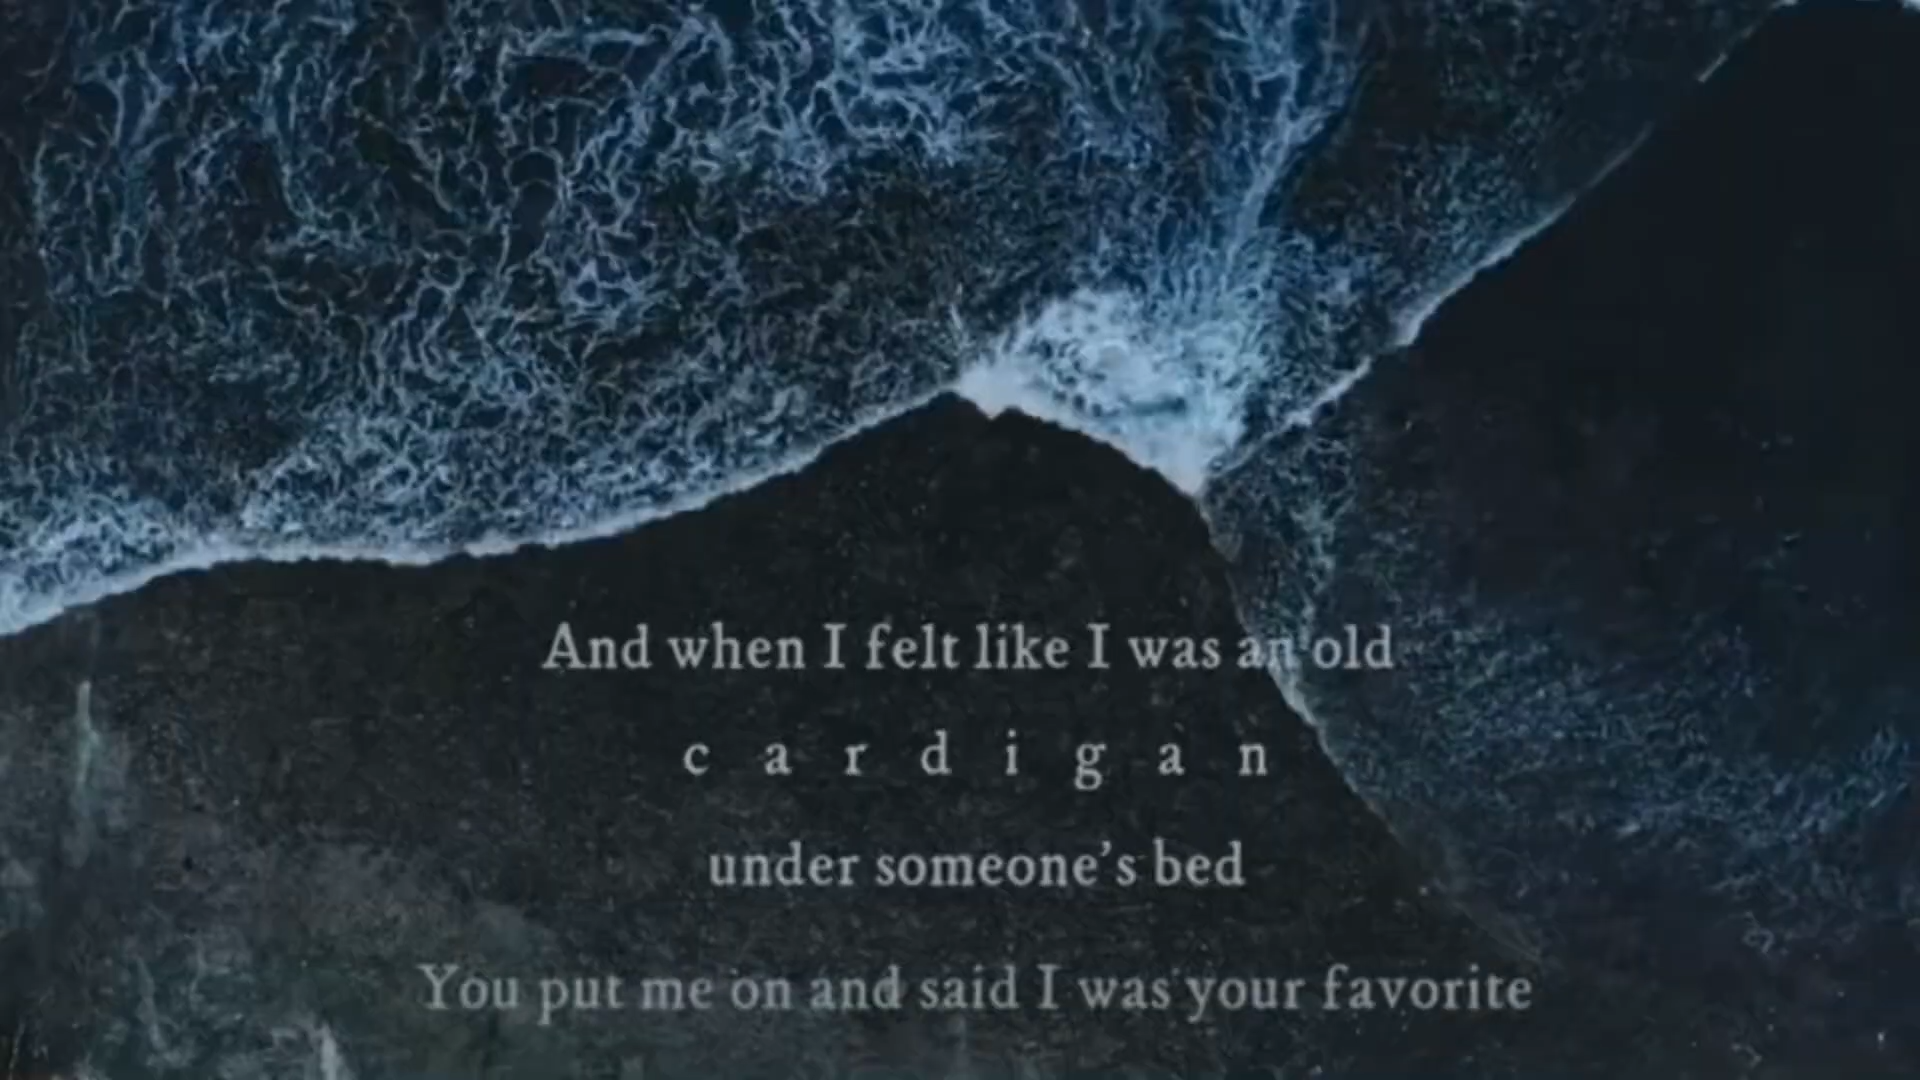 And when I felt like I was an old
c a r d i g a n
under someone’s bed
You put me on and said I was your favorite